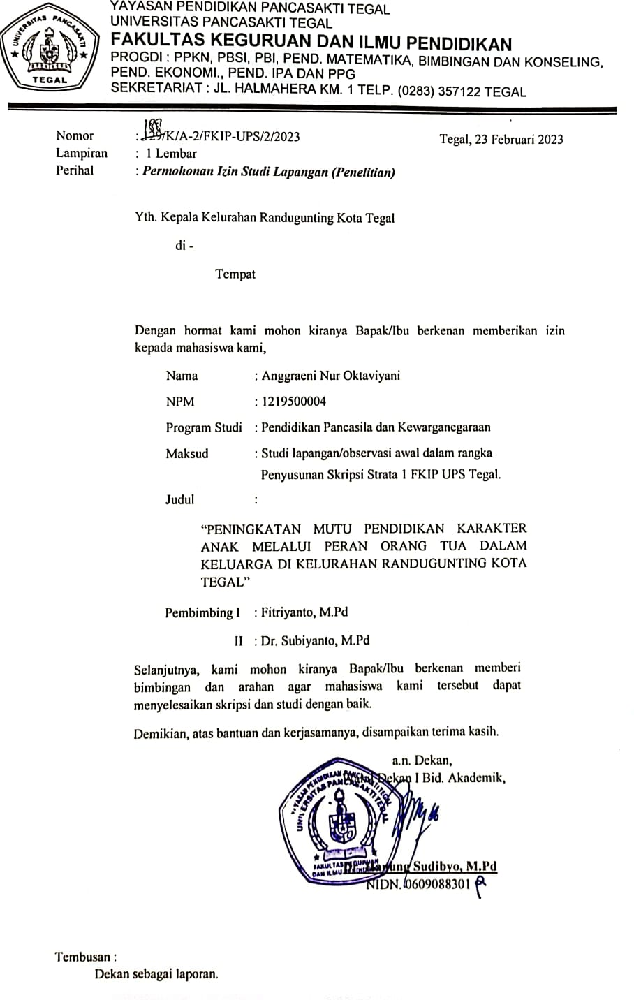 YAYASAN PENDIDIKAN PANCASAKTI TEGAL
UNIVERSITAS PANCASAKTI TEGAL
FAKULTAS KEGURUAN DAN ILMU PENDIDIKAN
PROGDI : PPKN, PBSI, PBI, PEND. MATEMATIKA, BIMBINGAN DAN KONSELING,
PEND. EKONOMI., PEND. IPA DAN PPG
SEKRETARIAT : JL. HALMAHERA KM. 1 TELP. (0283) 357122 TEGAL
UNIVERSITAS PANCASAKTI
TEGAL
Nomor : /K/A-2/FKIP-UPS/2/2023 Tegal, 23 Februari 2023
Lampiran : 1 Lembar
Perihal : Permohonan Izin Studi Lapangan (Penelitian)
Yth. Kepala Kelurahan Randugunting Kota Tegal
di -
Tempat
Dengan hormat kami mohon kiranya Bapak/Ibu berkenan memberikan izin
kepada mahasiswa kami,
Nama : Anggraeni Nur Oktaviyani
NPM : 1219500004
Program Studi : Pendidikan Pancasila dan Kewarganegaraan
Maksud : Studi lapangan/observasi awal dalam rangka
Penyusunan Skripsi Strata 1 FKIP UPS Tegal.
Judul :
“PENINGKATAN MUTU PENDIDIKAN KARAKTER
ANAK MELALUI PERAN ORANG TUA DALAM
KELUARGA DI KELURAHAN RANDUGUNTING KOTA
TEGAL”
Pembimbing I : Fitriyanto, M.Pd
II : Dr. Subiyanto, M.Pd
Selanjutnya, kami mohon kiranya Bapak/Ibu berkenan memberi
bimbingan dan arahan agar mahasiswa kami tersebut dapat
menyelesaikan skripsi dan studi dengan baik.
Demikian, atas bantuan dan kerjasamanya, disampaikan terima kasih.
a.n. Dekan,
Dekan I Bid. Akademik,
YAYASAN PENDIDIKAN PANCASAKTI TEGAL
UNIVERSITAS PANCASAKTI TEGAL
FAKULTAS KEGURUAN
DAN ILMU
Sudibyo, M.Pd
NIDN. 0609088301
Tembusan :
Dekan sebagai laporan.